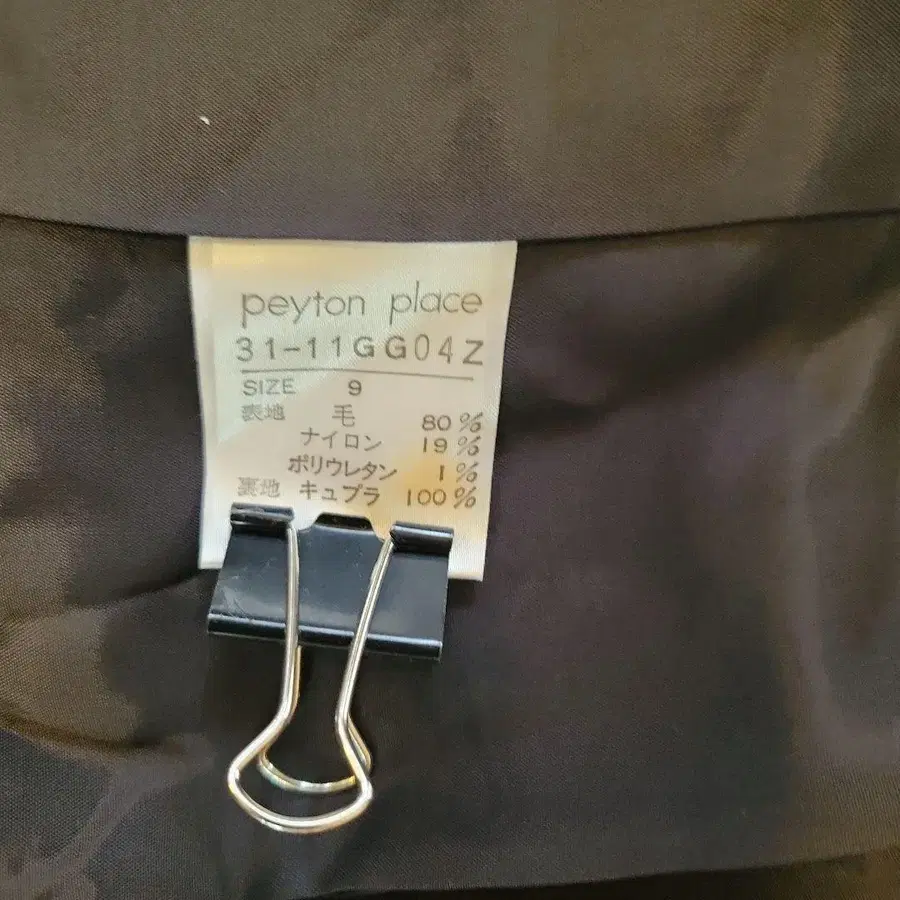 peyton place
31-11GG04Z
SIZE 9
表地 毛 80%
ナイロン 19%
ポリウレタン 1%
裏地 キュプラ 100%